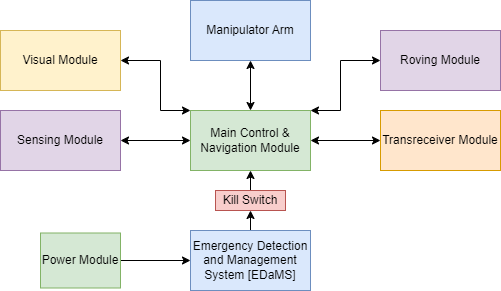 Manipulator Arm
Visual Module
Roving Module
Sensing Module
Main Control &
Navigation Module
Transreceiver Module
Kill Switch
Power Module
Emergency Detection
and Management
System [EDaMS]